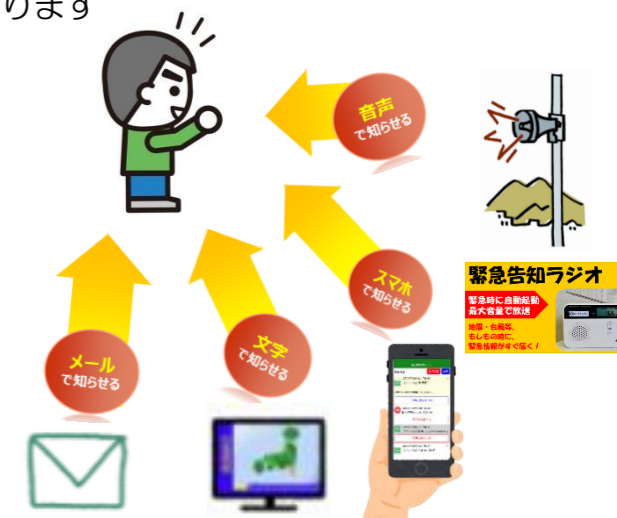 ります
音声
で知らせる
スマホ
で知らせる
緊急告知ラジオ
緊急時に自動起動
最大音量で放送
地震・台風等、
もしもの時に、
緊急情報がすぐ届く！
文字
で知らせる
メール
で知らせる